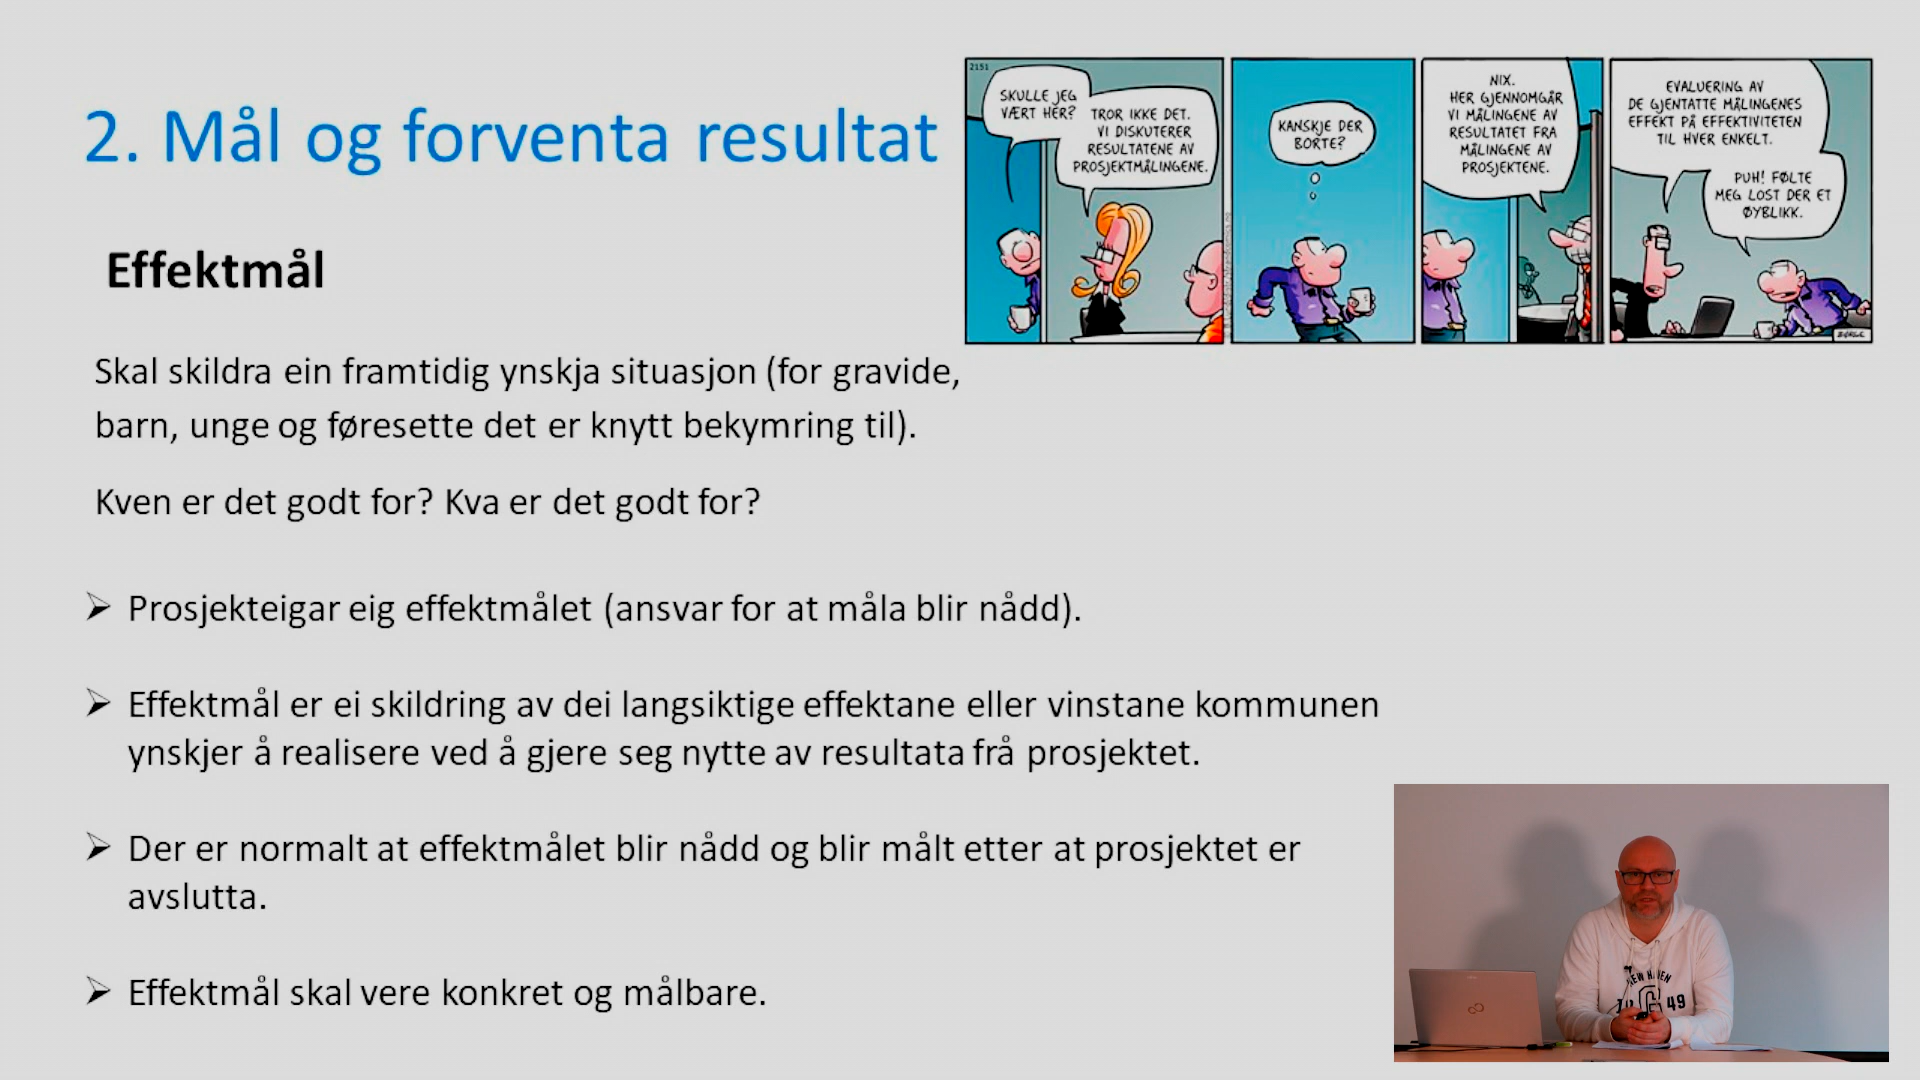 2. Mål og forventa resultat
2151
SKULLE JEG
VÆRT HER?
TROR IKKE DET.
VI DISKUTERER
RESULTATENE AV
PROSJEKTMÅLINGENE.
KANSKJE DER
BORTE?
NIX.
HER GJENNOMGÅR
VI MÅLINGENE AV
RESULTATET FRA
MÅLINGENE AV
PROSJEKTENE.
EVALUERING AV
DE GJENTATTE MÅLINGENES
EFFEKT PÅ EFFEKTIVITETEN
TIL HVER ENKELT.
PUH! FØLTE
MEG LOST DER ET
ØYBLIKK.
Effektmål
Skal skildra ein framtidig ynskja situasjon (for gravide,
barn, unge og føresette det er knytt bekymring til).
Kven er det godt for? Kva er det godt for?
Prosjekteigar eig effektmålet (ansvar for at måla blir nådd).
Effektmål er ei skildring av dei langsiktige effektane eller vinstane kommunen
ynskjer å realisere ved å gjere seg nytte av resultata frå prosjektet.
Der er normalt at effektmålet blir nådd og blir målt etter at prosjektet er
avslutta.
Effektmål skal vere konkret og målbare.
49